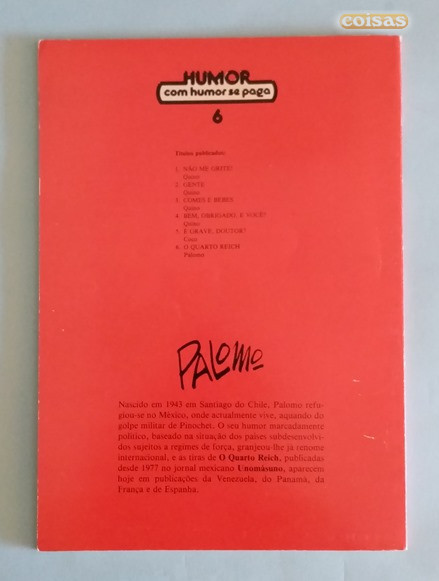 coisas
HUMOR
com humor se paga
6
Títulos publicados:
1. NÃO ME GRITE!
Quino
2. GENTE
Quino
3. COMES E BEBES
Quino
4. BEM, OBRIGADO. E VOCÊ?
Quino
5. É GRAVE, DOUTOR?
6. O QUARTO REICH
Palomo
PALOMO
Nascido em 1943 em Santiago do Chile, Palomo refu-
giou-se no México, onde actualmente vive, aquando do
golpe militar de Pinochet. O seu humor marcadamente
político, baseado na situação dos países subdesenvolvi-
dos sujeitos a regimes de força, granjeou-lhe já renome
internacional, e as tiras de O Quarto Reich, publicadas
desde 1977 no jornal mexicano Unomásuno, aparecem
hoje em publicações da Venezuela, do Panamá, da
França e de Espanha.